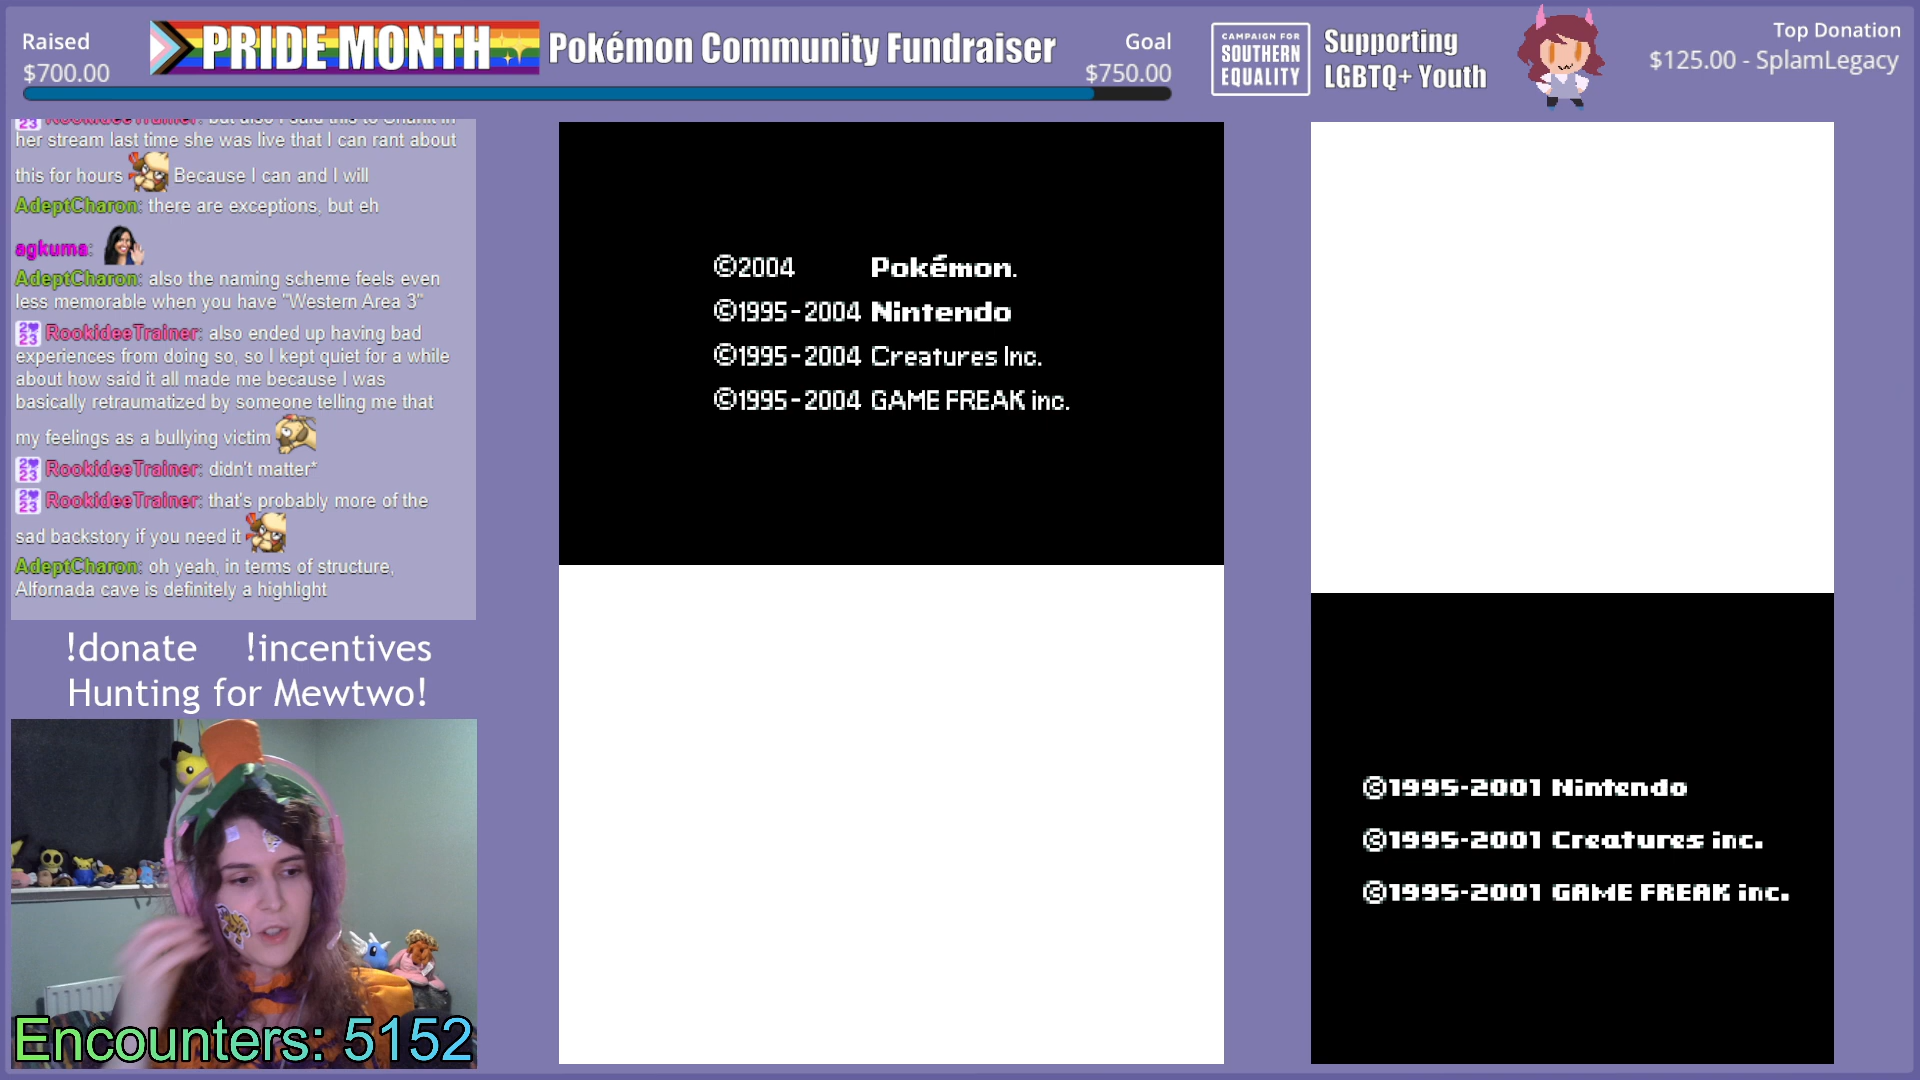 Raised
$700.00
PRIDE MONTH
Pokémon Community Fundraiser
Goal
$750.00
CAMPAIGN FOR
SOUTHERN
EQUALITY
Supporting
LGBTQ+ Youth
Top Donation
$125.00 - SplamLegacy
her stream last time she was live that I can rant about
this for hours Because I can and I will
AdeptCharon: there are exceptions, but eh
agkuma:
AdeptCharon: also the naming scheme feels even
less memorable when you have "Western Area 3"
RookideeTrainer: also ended up having bad
experiences from doing so, so I kept quiet for a while
about how said it all made me because I was
basically retraumatized by someone telling me that
my feelings as a bullying victim
RookideeTrainer: didn't matter*
RookideeTrainer: that's probably more of the
sad backstory if you need it
AdeptCharon: oh yeah, in terms of structure,
Alfornada cave is definitely a highlight
!donate !incentives
Hunting for Mewtwo!
Encounters: 5152
©2004 Pokémon.
©1995-2004 Nintendo
©1995-2004 Creatures Inc.
©1995-2004 GAME FREAK inc.
©1995-2001 Nintendo
©1995-2001 Creatures inc.
©1995-2001 GAME FREAK inc.